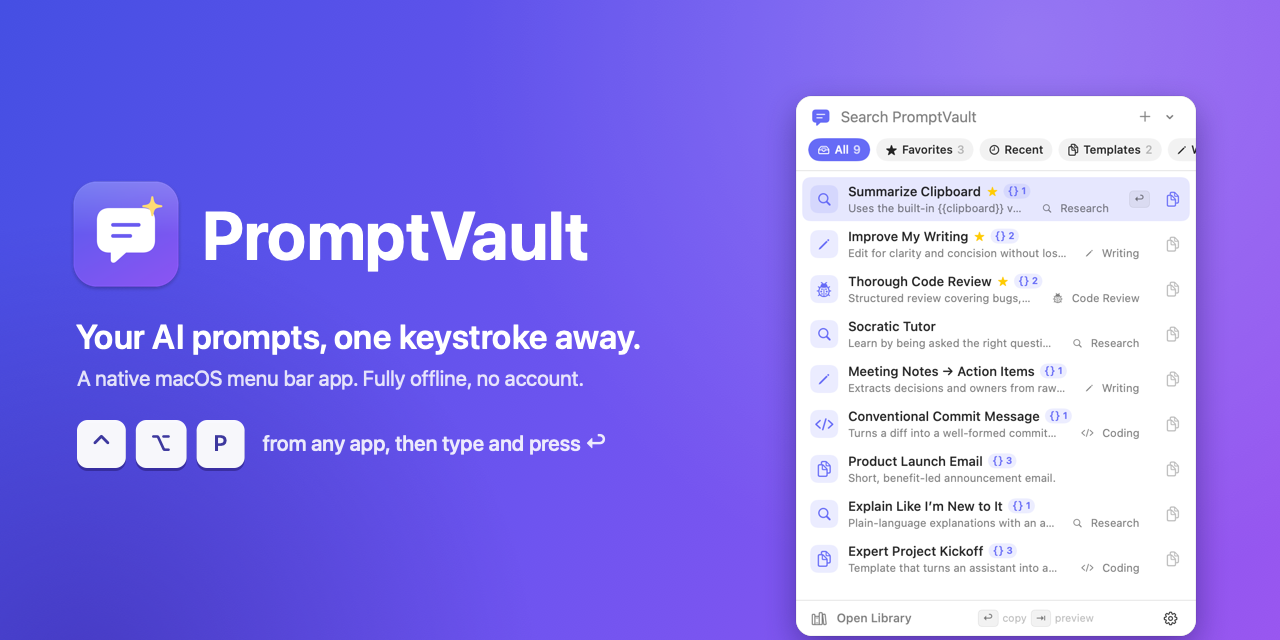 PromptVault
Your AI prompts, one keystroke away.
A native macOS menu bar app. Fully offline, no account.
^ ⌥ P from any app, then type and press ↩
Search PromptVault
All 9 Favorites 3 Recent Templates 2
Summarize Clipboard {} 1
Uses the built-in {{clipboard}} v... Research
Improve My Writing {} 2
Edit for clarity and concision without los... Writing
Thorough Code Review {} 2
Structured review covering bugs,... Code Review
Socratic Tutor
Learn by being asked the right questi... Research
Meeting Notes → Action Items {} 1
Extracts decisions and owners from raw... Writing
Conventional Commit Message {} 1
Turns a diff into a well-formed commit... </> Coding
Product Launch Email {} 3
Short, benefit-led announcement email.
Explain Like I’m New to It {} 1
Plain-language explanations with an a... Research
Expert Project Kickoff {} 3
Template that turns an assistant into a... </> Coding
Open Library ↩ copy ⇥ preview